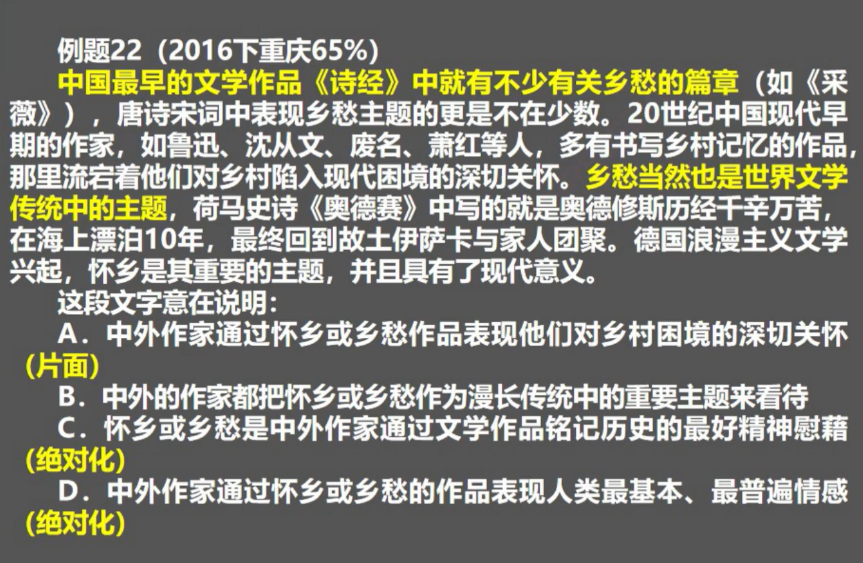 例题22（2016下重庆65%）
中国最早的文学作品《诗经》中就有不少有关乡愁的篇章（如《采
薇》），唐诗宋词中表现乡愁主题的更是不在少数。20世纪中国现代早
期的作家，如鲁迅、沈从文、废名、萧红等人，多有书写乡村记忆的作品，
那里流宕着他们对乡村陷入现代困境的深切关怀。乡愁当然也是世界文学
传统中的主题，荷马史诗《奥德赛》中写的就是奥德修斯历经千辛万苦，
在海上漂泊10年，最终回到故土伊萨卡与家人团聚。德国浪漫主义文学
兴起，怀乡是其重要的主题，并且具有了现代意义。
这段文字意在说明：
A．中外作家通过怀乡或乡愁作品表现他们对乡村困境的深切关怀
（片面）
B．中外的作家都把怀乡或乡愁作为漫长传统中的重要主题来看待
C．怀乡或乡愁是中外作家通过文学作品铭记历史的最好精神慰藉
（绝对化）
D．中外作家通过怀乡或乡愁的作品表现人类最基本、最普遍情感
（绝对化）